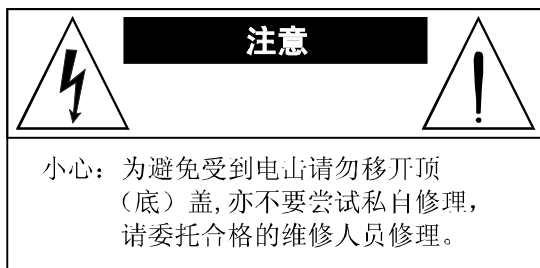 注意
小心：为避免受到电击请勿移开顶
（底）盖,亦不要尝试私自修理，
请委托合格的维修人员修理。